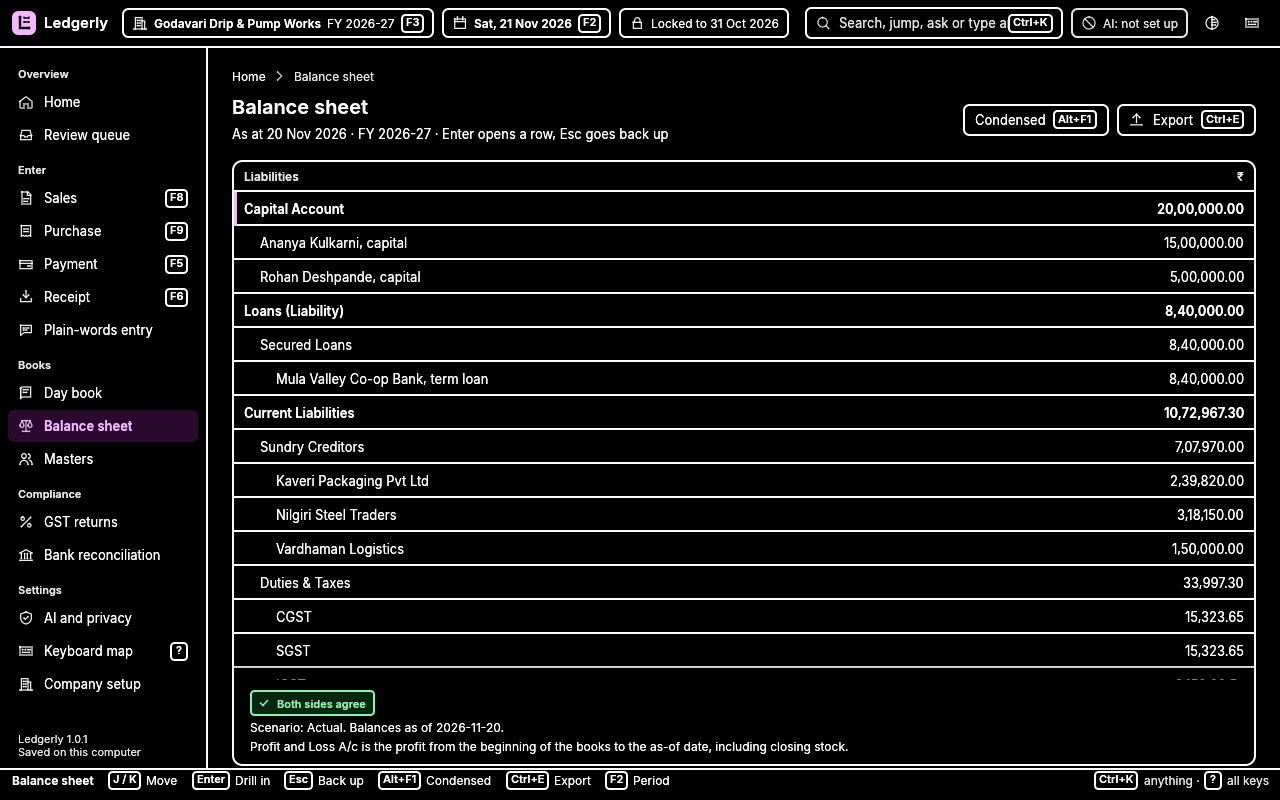 Ledgerly
Godavari Drip & Pump Works FY 2026-27 F3
Sat, 21 Nov 2026 F2
Locked to 31 Oct 2026
Search, jump, ask or type a Ctrl+K
AI: not set up
Overview
Home
Review queue
Enter
Sales F8
Purchase F9
Payment F5
Receipt F6
Plain-words entry
Books
Day book
Balance sheet
Masters
Compliance
GST returns
Bank reconciliation
Settings
AI and privacy
Keyboard map ?
Company setup
Ledgerly 1.0.1
Saved on this computer
Home > Balance sheet
Balance sheet
As at 20 Nov 2026 · FY 2026-27 · Enter opens a row, Esc goes back up
Condensed Alt+F1
Export Ctrl+E
Liabilities ₹
Capital Account 20,00,000.00
Ananya Kulkarni, capital 15,00,000.00
Rohan Deshpande, capital 5,00,000.00
Loans (Liability) 8,40,000.00
Secured Loans 8,40,000.00
Mula Valley Co-op Bank, term loan 8,40,000.00
Current Liabilities 10,72,967.30
Sundry Creditors 7,07,970.00
Kaveri Packaging Pvt Ltd 2,39,820.00
Nilgiri Steel Traders 3,18,150.00
Vardhaman Logistics 1,50,000.00
Duties & Taxes 33,997.30
CGST 15,323.65
SGST 15,323.65
Both sides agree
Scenario: Actual. Balances as of 2026-11-20.
Profit and Loss A/c is the profit from the beginning of the books to the as-of date, including closing stock.
Balance sheet J / K Move Enter Drill in Esc Back up Alt+F1 Condensed Ctrl+E Export F2 Period Ctrl+K anything · ? all keys